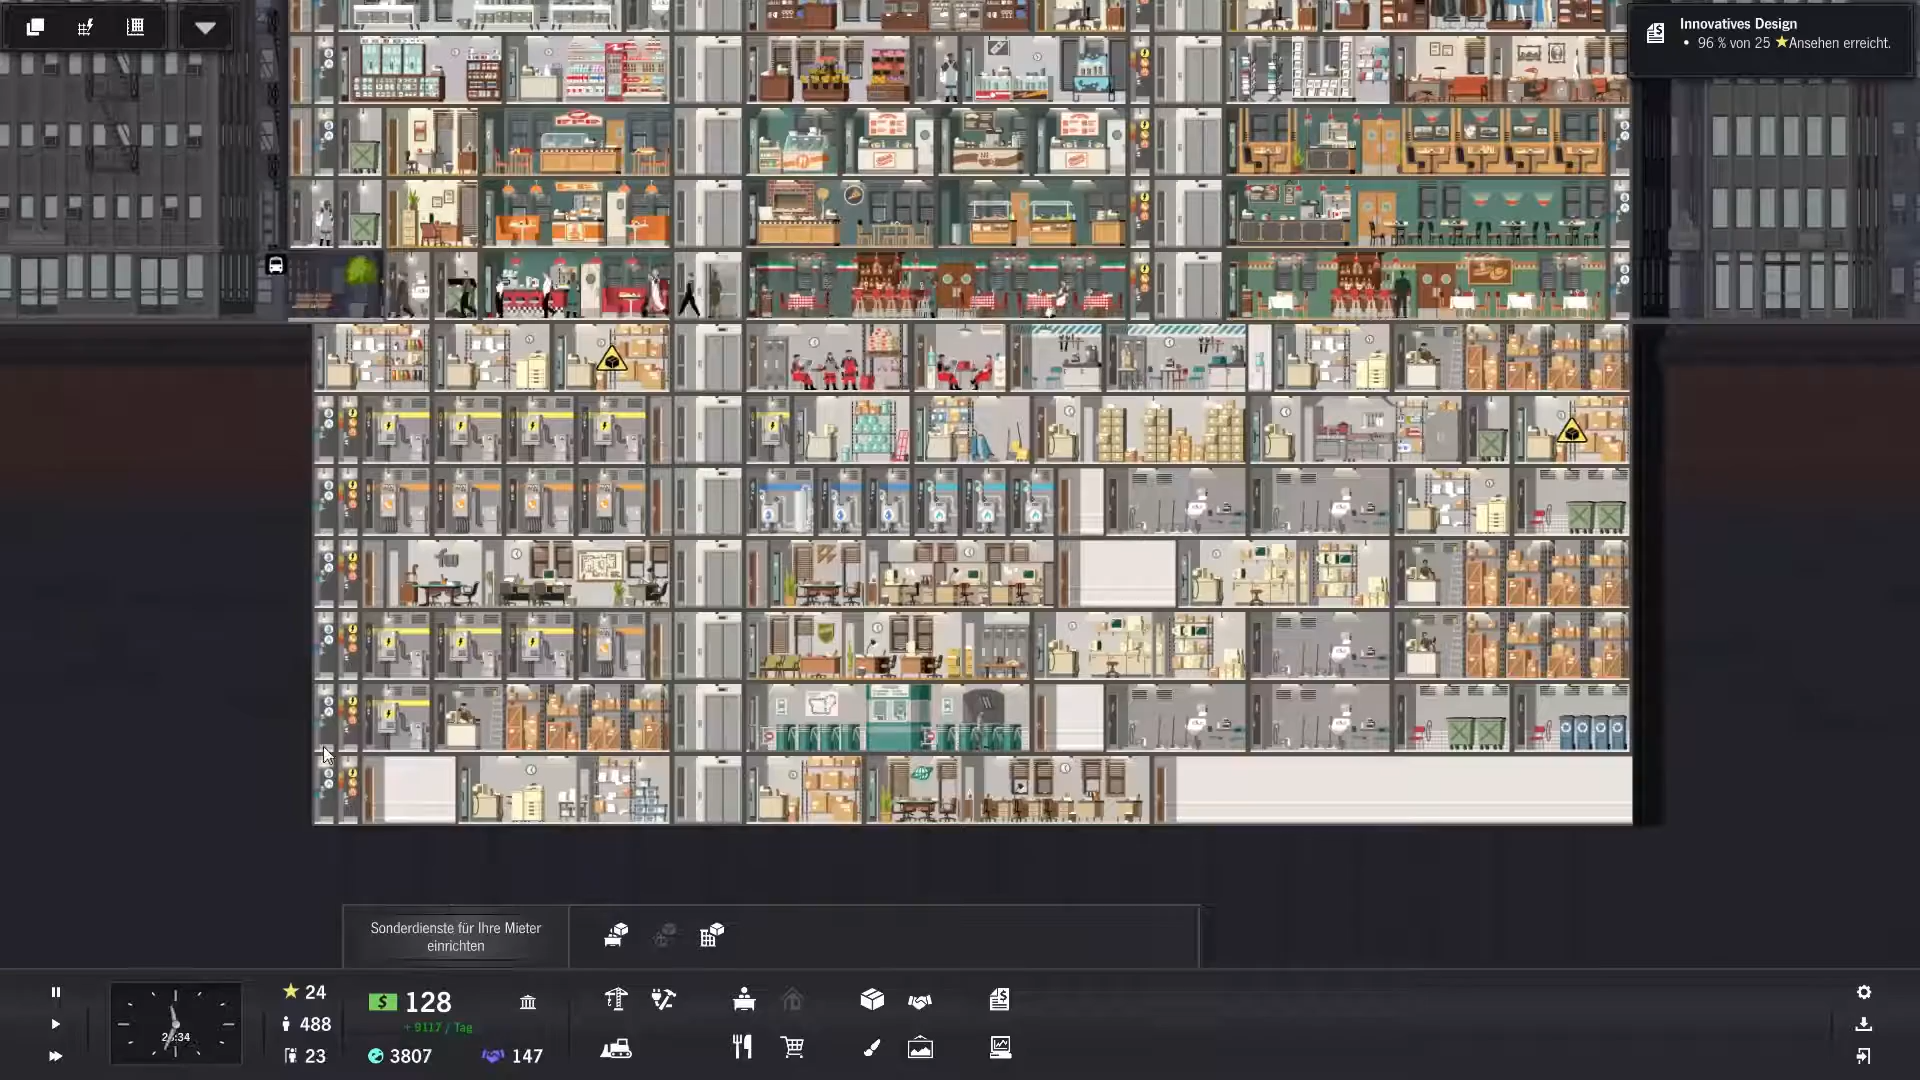 Innovatives Design
• 96 % von 25 ★Ansehen erreicht.
Sonderdienste für Ihre Mieter
einrichten
24
488
23
$ 128
+ 9117 / Tag
3807
147